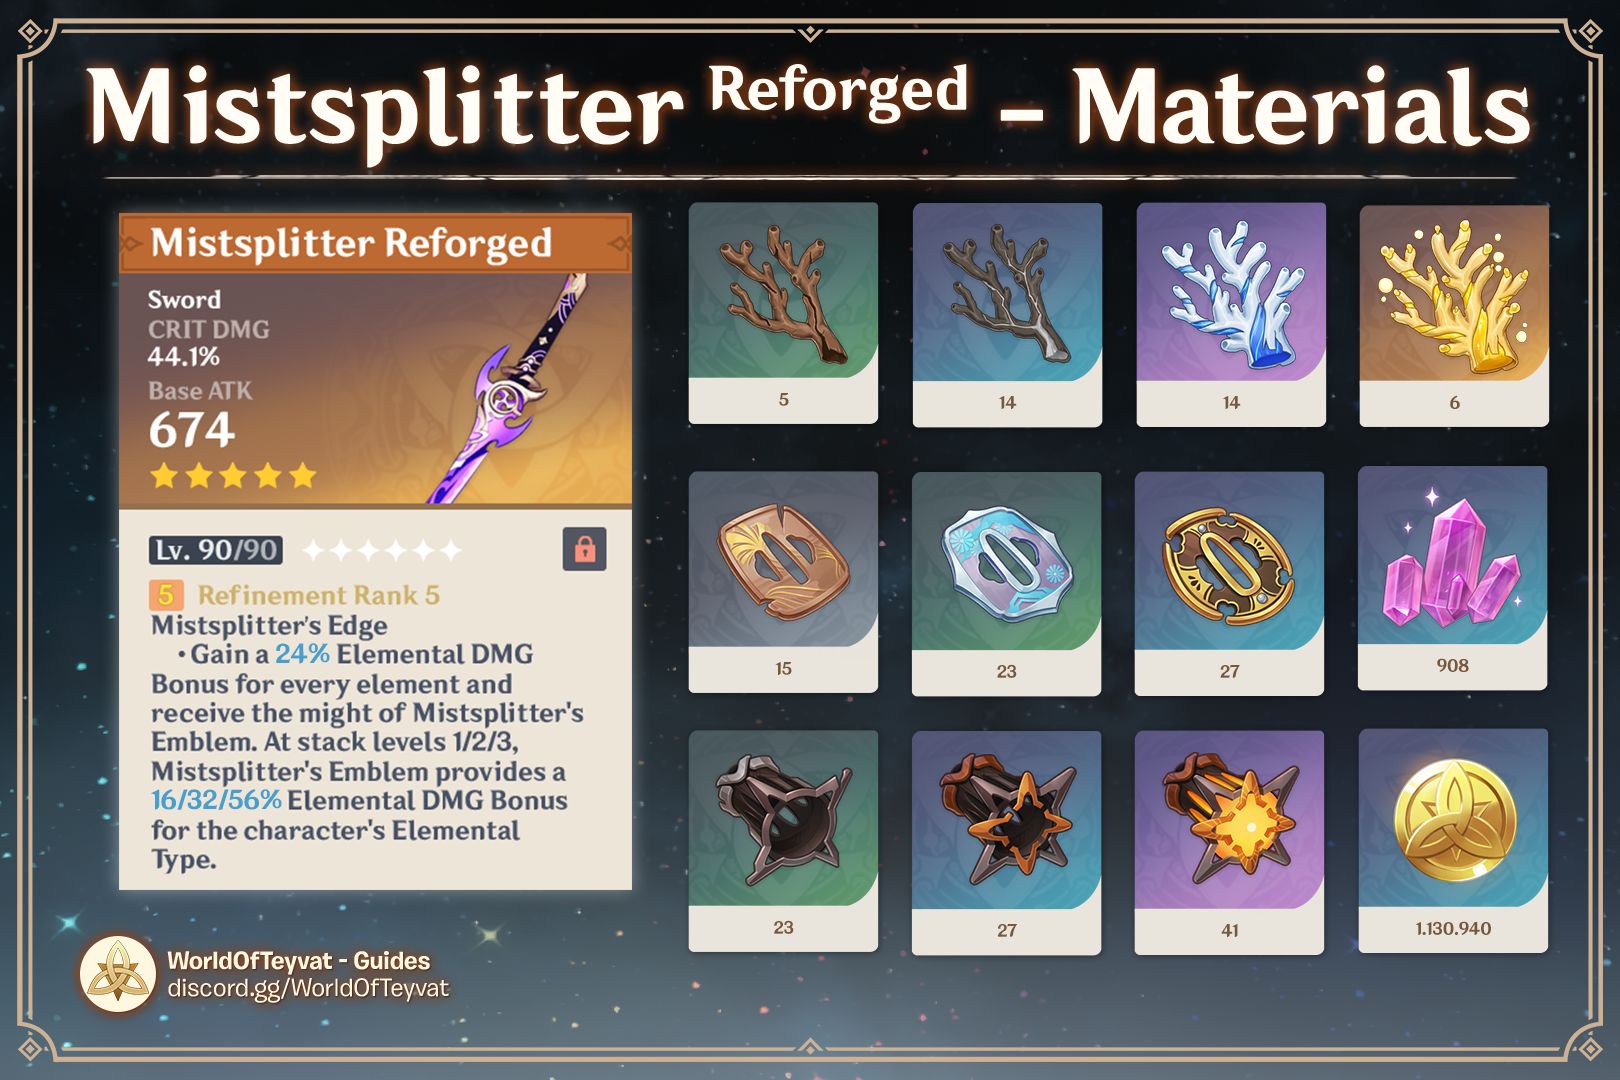 Mistsplitter Reforged - Materials
Mistsplitter Reforged
Sword
CRIT DMG
44.1%
Base ATK
674
Lv. 90/90
5 Refinement Rank 5
Mistsplitter's Edge
• Gain a 24% Elemental DMG
Bonus for every element and
receive the might of Mistsplitter's
Emblem. At stack levels 1/2/3,
Mistsplitter's Emblem provides a
16/32/56% Elemental DMG Bonus
for the character's Elemental
Type.
5
14
14
6
15
23
27
908
23
27
41
1.130.940
WorldOfTeyvat - Guides
discord.gg/WorldOfTeyvat